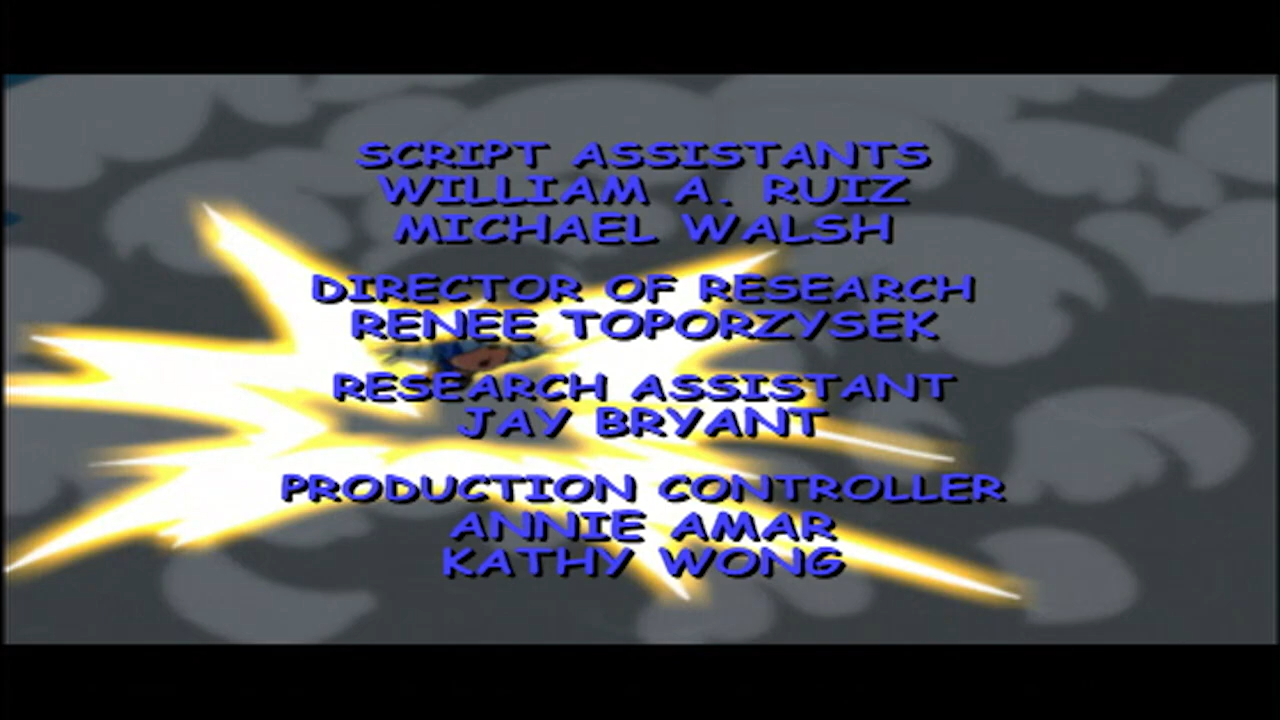 SCRIPT ASSISTANTS
WILLIAM A. RUIZ
MICHAEL WALSH
DIRECTOR OF RESEARCH
RENEE TOPORZYSEK
RESEARCH ASSISTANT
JAY BRYANT
PRODUCTION CONTROLLER
ANNIE AMAR
KATHY WONG